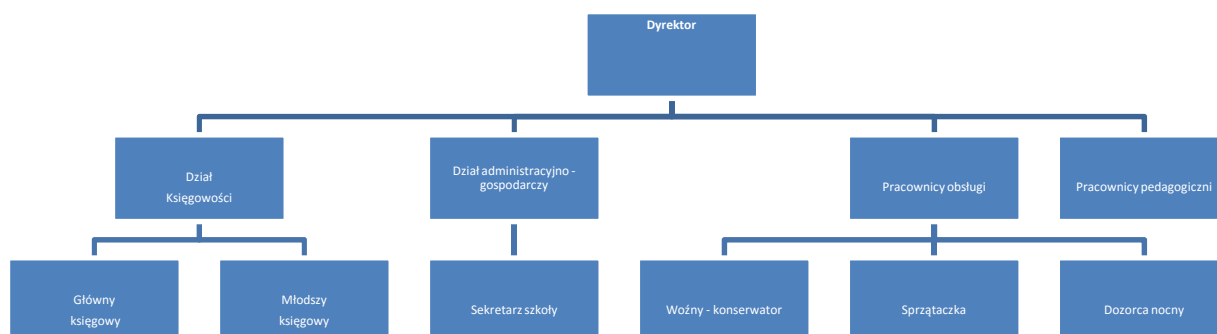 Dyrektor
Dział
Księgowości
Dział administracyjno -
gospodarczy
Pracownicy obsługi
Pracownicy pedagogiczni
Główny
księgowy
Młodszy
księgowy
Sekretarz szkoły
Woźny - konserwator
Sprzątaczka
Dozorca nocny